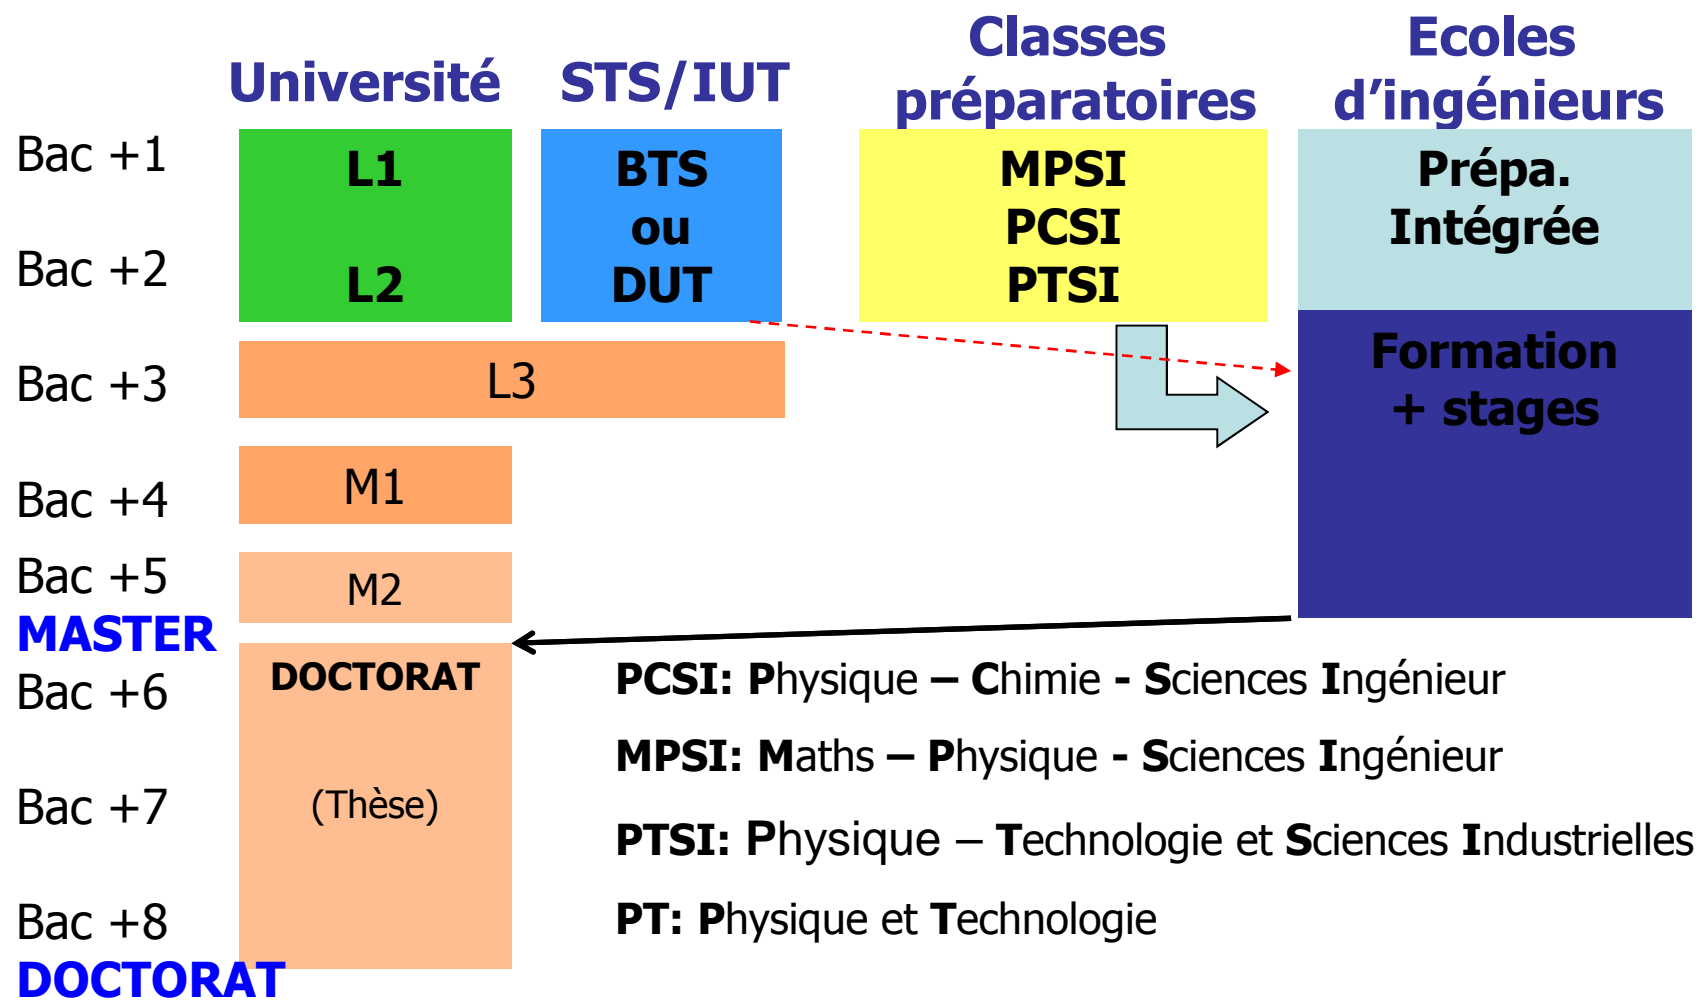 Université
STS/IUT
Classes
préparatoires
Ecoles
d’ingénieurs
Bac +1
Bac +2
Bac +3
Bac +4
Bac +5
MASTER
Bac +6
Bac +7
Bac +8
DOCTORAT
L1
L2
BTS
ou
DUT
MPSI
PCSI
PTSI
Prépa.
Intégrée
Formation
+ stages
L3
M1
M2
DOCTORAT
(Thèse)
PCSI: Physique – Chimie - Sciences Ingénieur
MPSI: Maths – Physique - Sciences Ingénieur
PTSI: Physique – Technologie et Sciences Industrielles
PT: Physique et Technologie